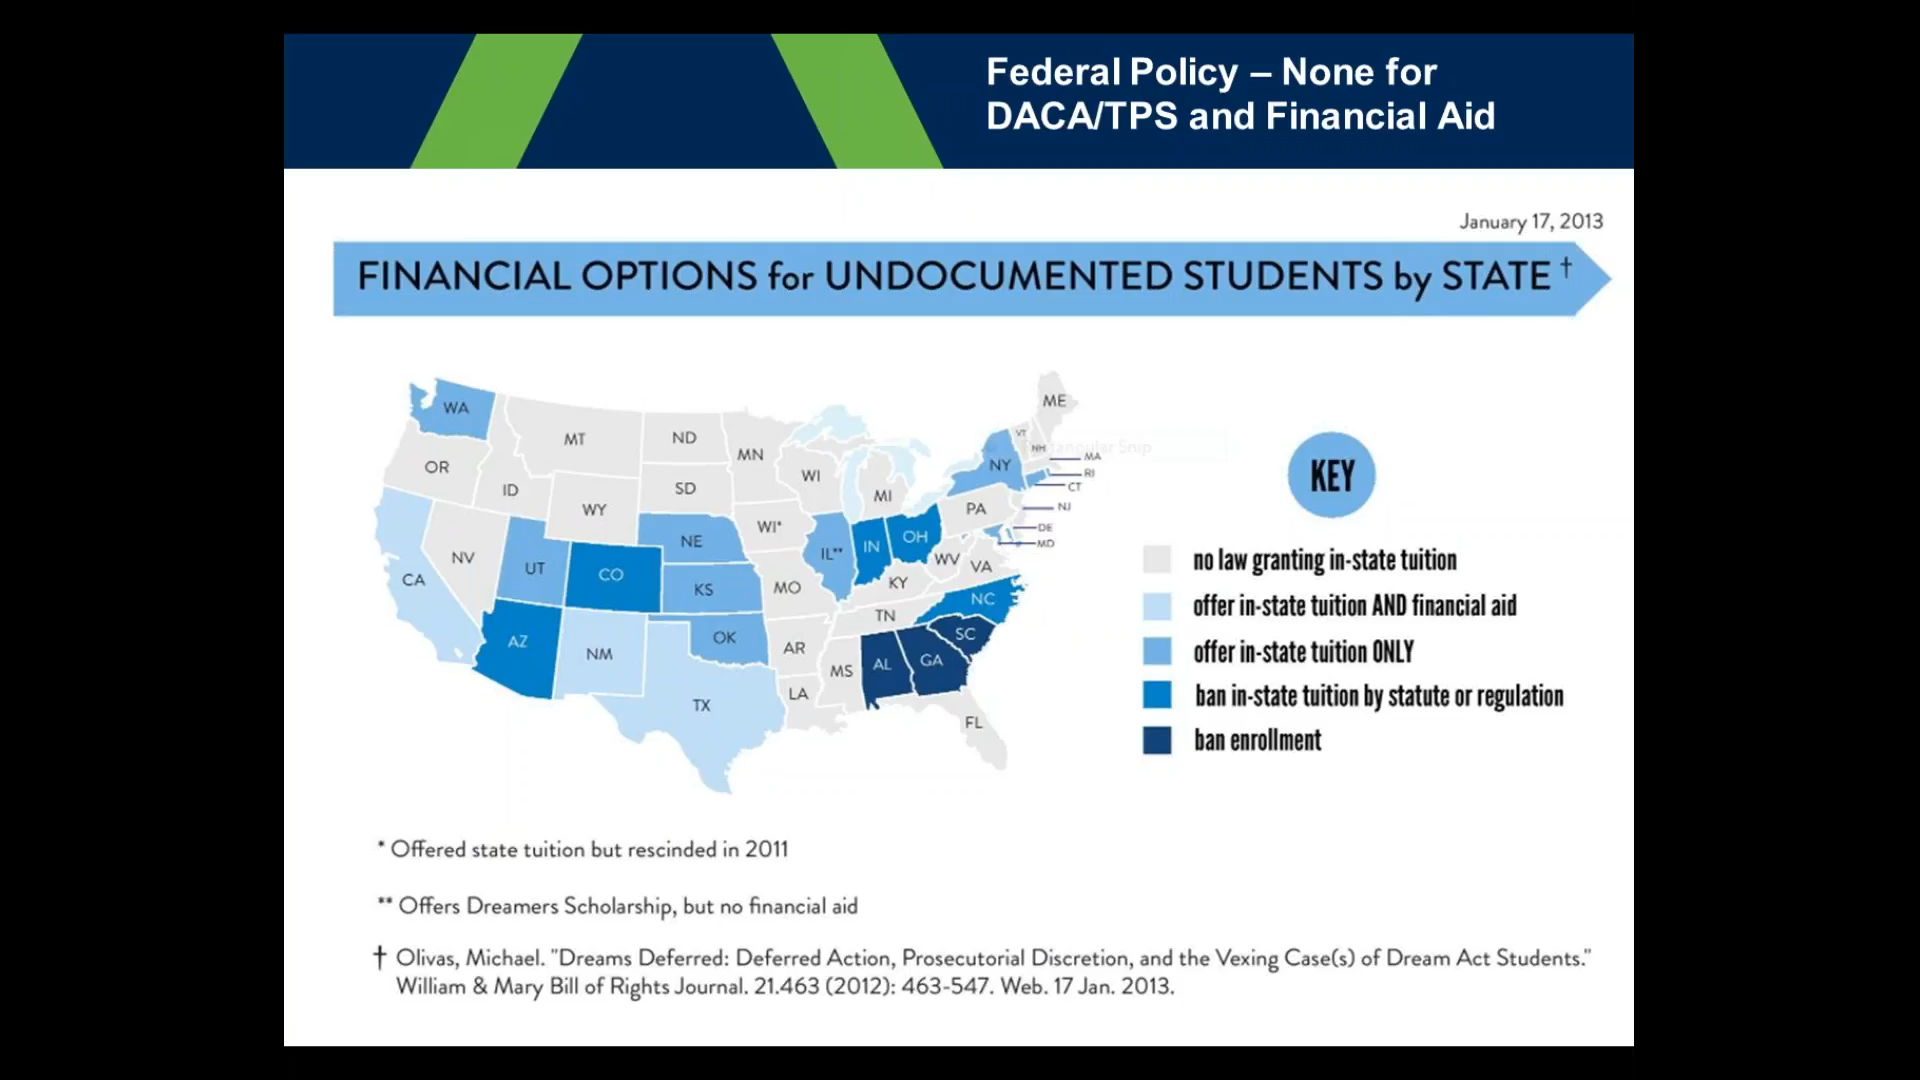 Federal Policy – None for
DACA/TPS and Financial Aid
January 17, 2013
FINANCIAL OPTIONS for UNDOCUMENTED STUDENTS by STATE †
WA
MT
ND
MN
ME
VT
NH
MA
OR
ID
WY
SD
WI
MI
NY
RI
CT
PA
NJ
NV
UT
CO
NE
WI*
IL**
IN
OH
DE
MD
WV
VA
CA
KS
MO
KY
NC
AZ
NM
OK
AR
TN
SC
TX
LA
MS
AL
GA
FL
Rectangular Snip
KEY
no law granting in-state tuition
offer in-state tuition AND financial aid
offer in-state tuition ONLY
ban in-state tuition by statute or regulation
ban enrollment
* Offered state tuition but rescinded in 2011
** Offers Dreamers Scholarship, but no financial aid
† Olivas, Michael. "Dreams Deferred: Deferred Action, Prosecutorial Discretion, and the Vexing Case(s) of Dream Act Students."
William & Mary Bill of Rights Journal. 21.463 (2012): 463-547. Web. 17 Jan. 2013.